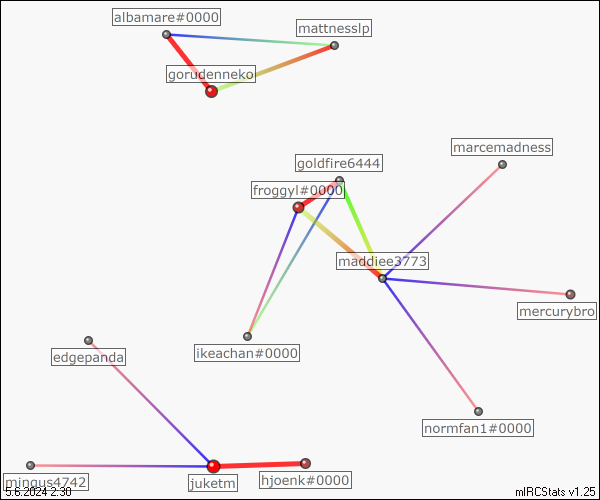 albamare#0000
mattnesslp
gorudenneko
marcemadness
goldfire6444
froggyl#0000
maddiee3773
mercurybro
ikeachan#0000
edgepanda
normfan1#0000
mingus4742
juketm
hjoenk#0000
5.6.2024 2:30
mIRCStats v1.25